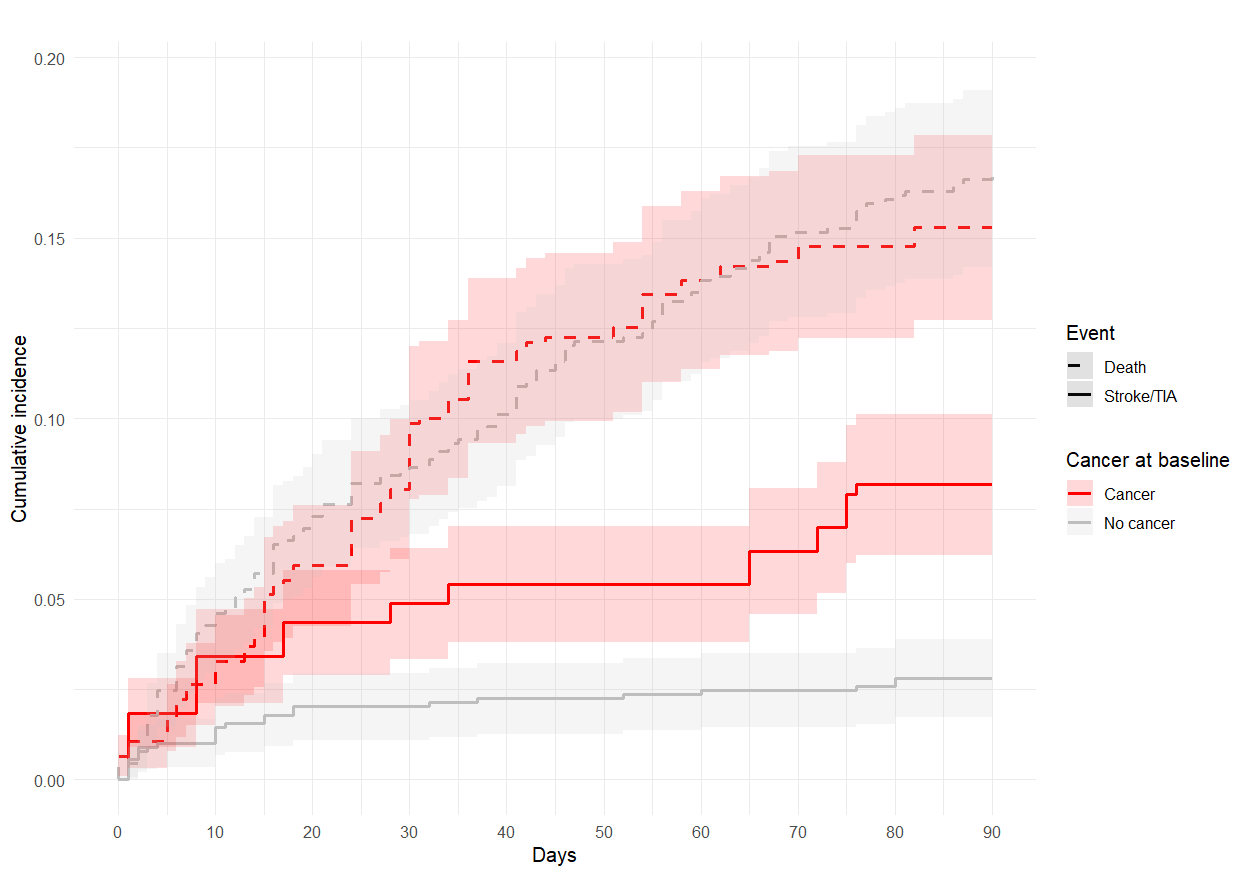 0.20
0.15
0.10
0.05
0.00
Cumulative incidence
0 10 20 30 40 50 60 70 80 90
Days
Event
Death
Stroke/TIA
Cancer at baseline
Cancer
No cancer